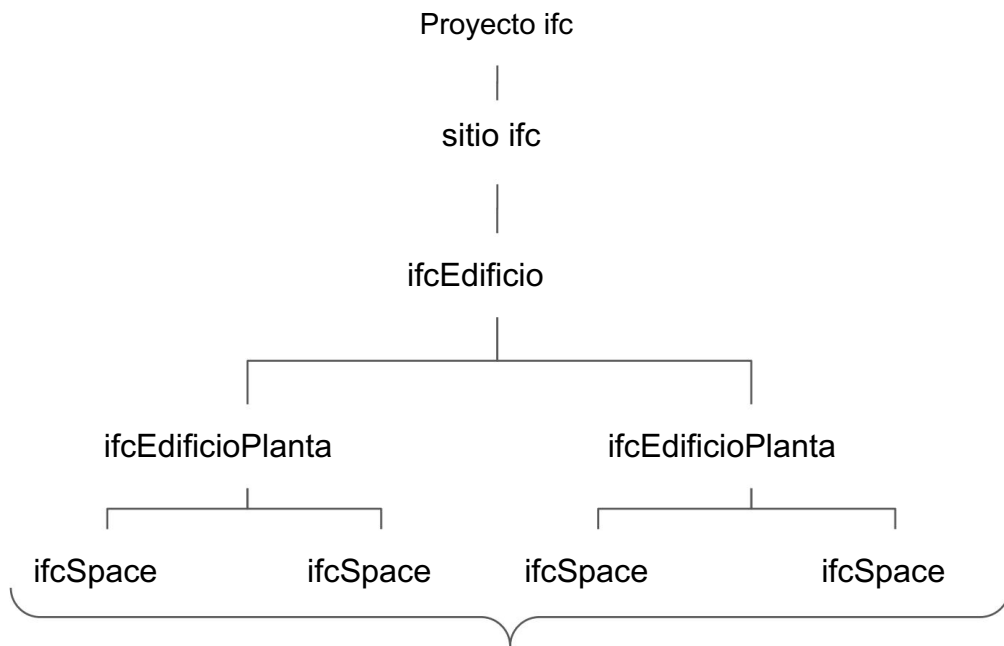 Proyecto ifc
sitio ifc
ifcEdificio
ifcEdificioPlanta ifcEdificioPlanta
ifcSpace ifcSpace ifcSpace ifcSpace